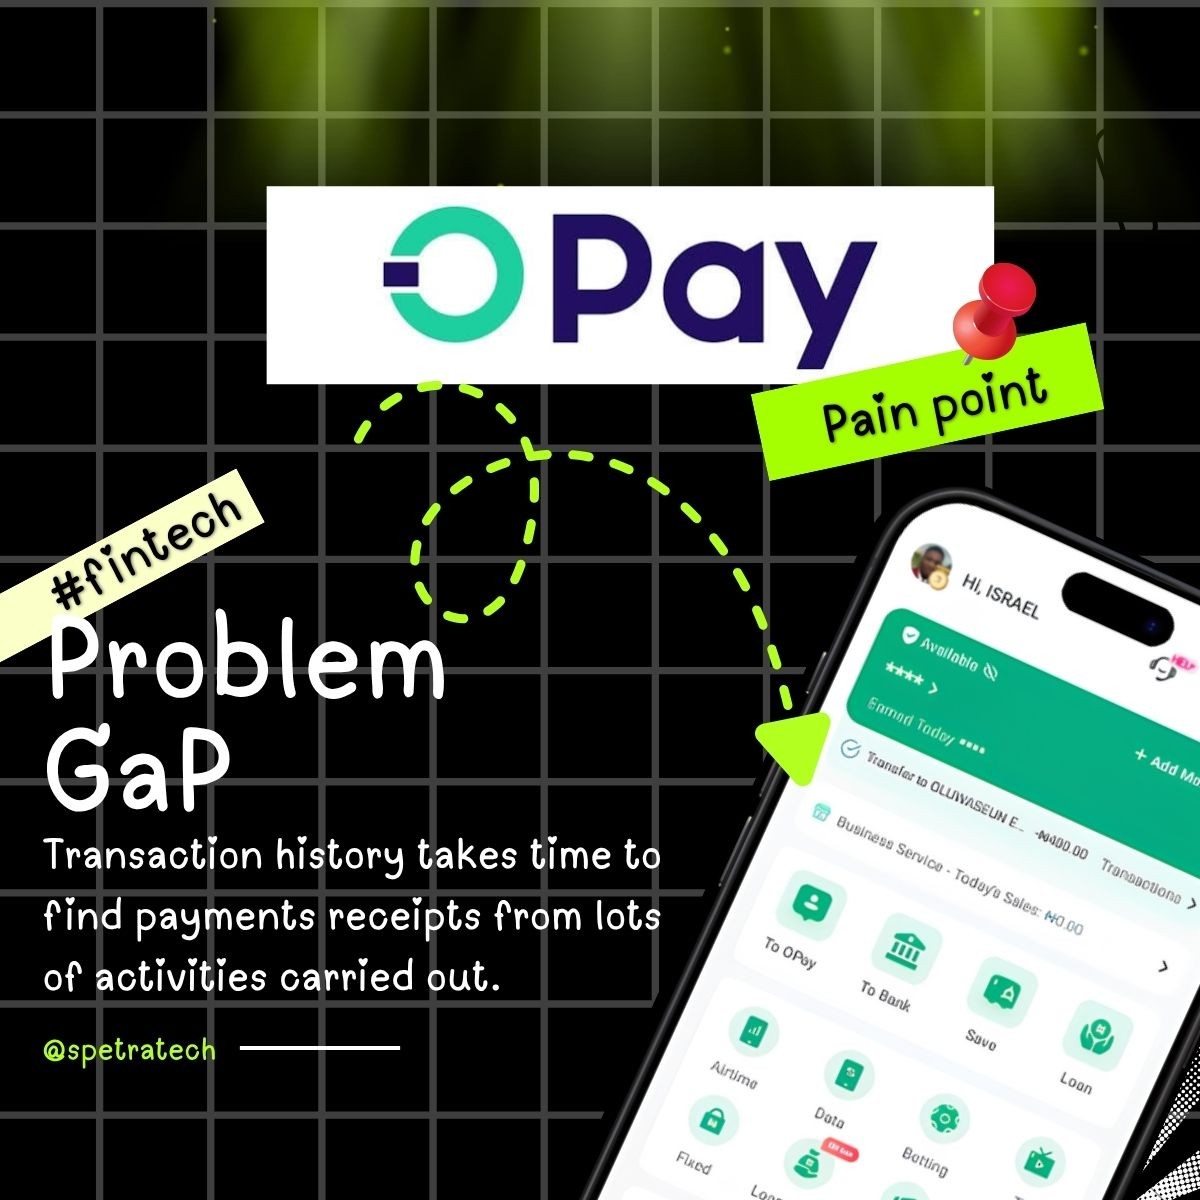 OPay
Pain point
#fintech
Problem
GaP
Transaction history takes time to
find payments receipts from lots
of activities carried out.
@spetratech
Hi, ISRAEL
HELP
Available
**** >
Earned Today ****
+ Add Mo
Transfer to OLUWASEUN E... -₦400.00 Transactions >
Business Service - Today's Sales: ₦0.00 >
To OPay
To Bank
Save
Loan
Airtime
Data
Betting
T
Fixed
Loan